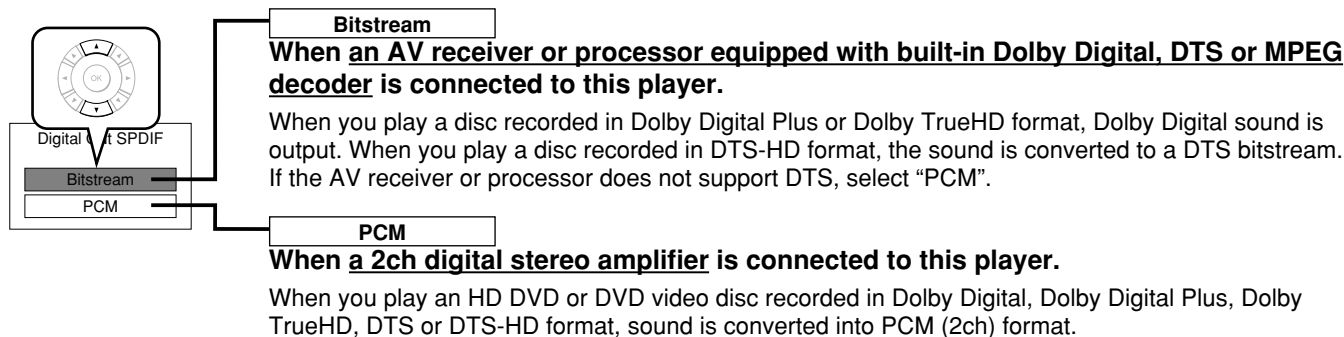 OK
Digital Out SPDIF
Bitstream
PCM
Bitstream
When an AV receiver or processor equipped with built-in Dolby Digital, DTS or MPEG
decoder is connected to this player.
When you play a disc recorded in Dolby Digital Plus or Dolby TrueHD format, Dolby Digital sound is
output. When you play a disc recorded in DTS-HD format, the sound is converted to a DTS bitstream.
If the AV receiver or processor does not support DTS, select “PCM”.
PCM
When a 2ch digital stereo amplifier is connected to this player.
When you play an HD DVD or DVD video disc recorded in Dolby Digital, Dolby Digital Plus, Dolby
TrueHD, DTS or DTS-HD format, sound is converted into PCM (2ch) format.